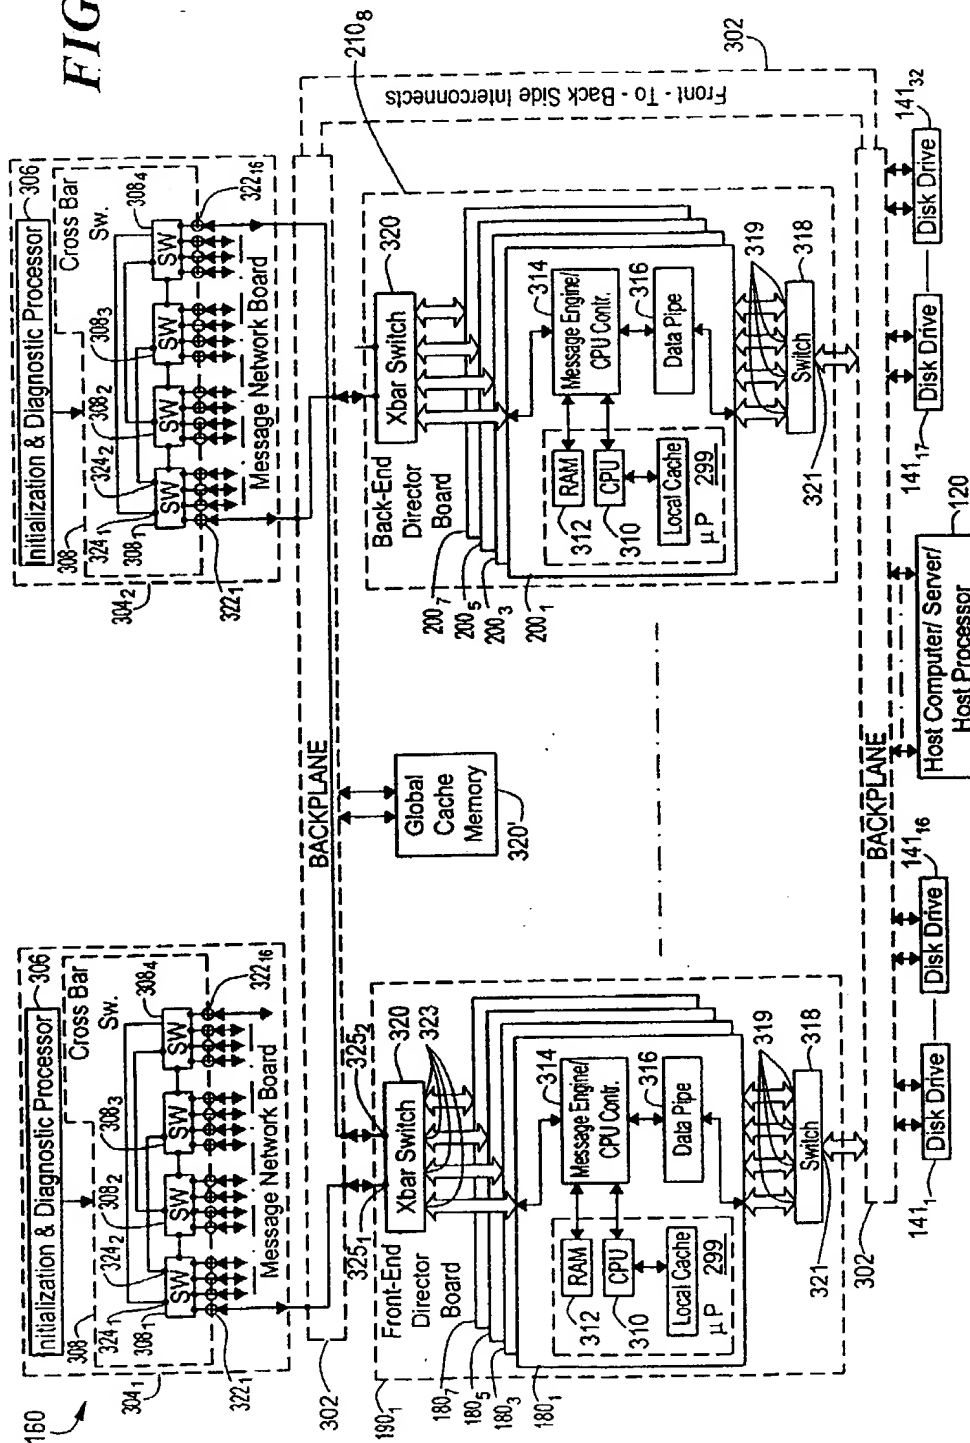 FIG
160
304₁
308
Initialization & Diagnostic Processor
306
Cross Bar
Sw.
324₁
324₂
308₁
308₂
308₃
308₄
SW
SW
SW
SW
322₁
322₁₆
Message Network Board
304₂
308
Initialization & Diagnostic Processor
306
Cross Bar
Sw.
324₁
324₂
308₁
308₂
308₃
308₄
SW
SW
SW
SW
322₁
322₁₆
Message Network Board
302
BACKPLANE
Global
Cache
Memory
320'
190₁
Front-End
Director
Board
325₁
325₂
320
Xbar Switch
323
180₇
180₅
180₃
180₁
Message Engine/
CPU Contr.
314
316
Data Pipe
RAM
312
CPU
310
Local Cache
299
µP
319
318
Switch
321
210₈
Back-End
Director
Board
320
Xbar Switch
200₇
200₅
200₃
200₁
Message Engine/
CPU Contr.
314
316
Data Pipe
RAM
312
CPU
310
Local Cache
299
µP
319
318
Switch
321
302
Front - To - Back Side Interconnects
302
BACKPLANE
141₁
Disk Drive
141₁₆
Disk Drive
Host Computer/ Server/
Host Processor
120
141₁₇
Disk Drive
141₃₂
Disk Drive